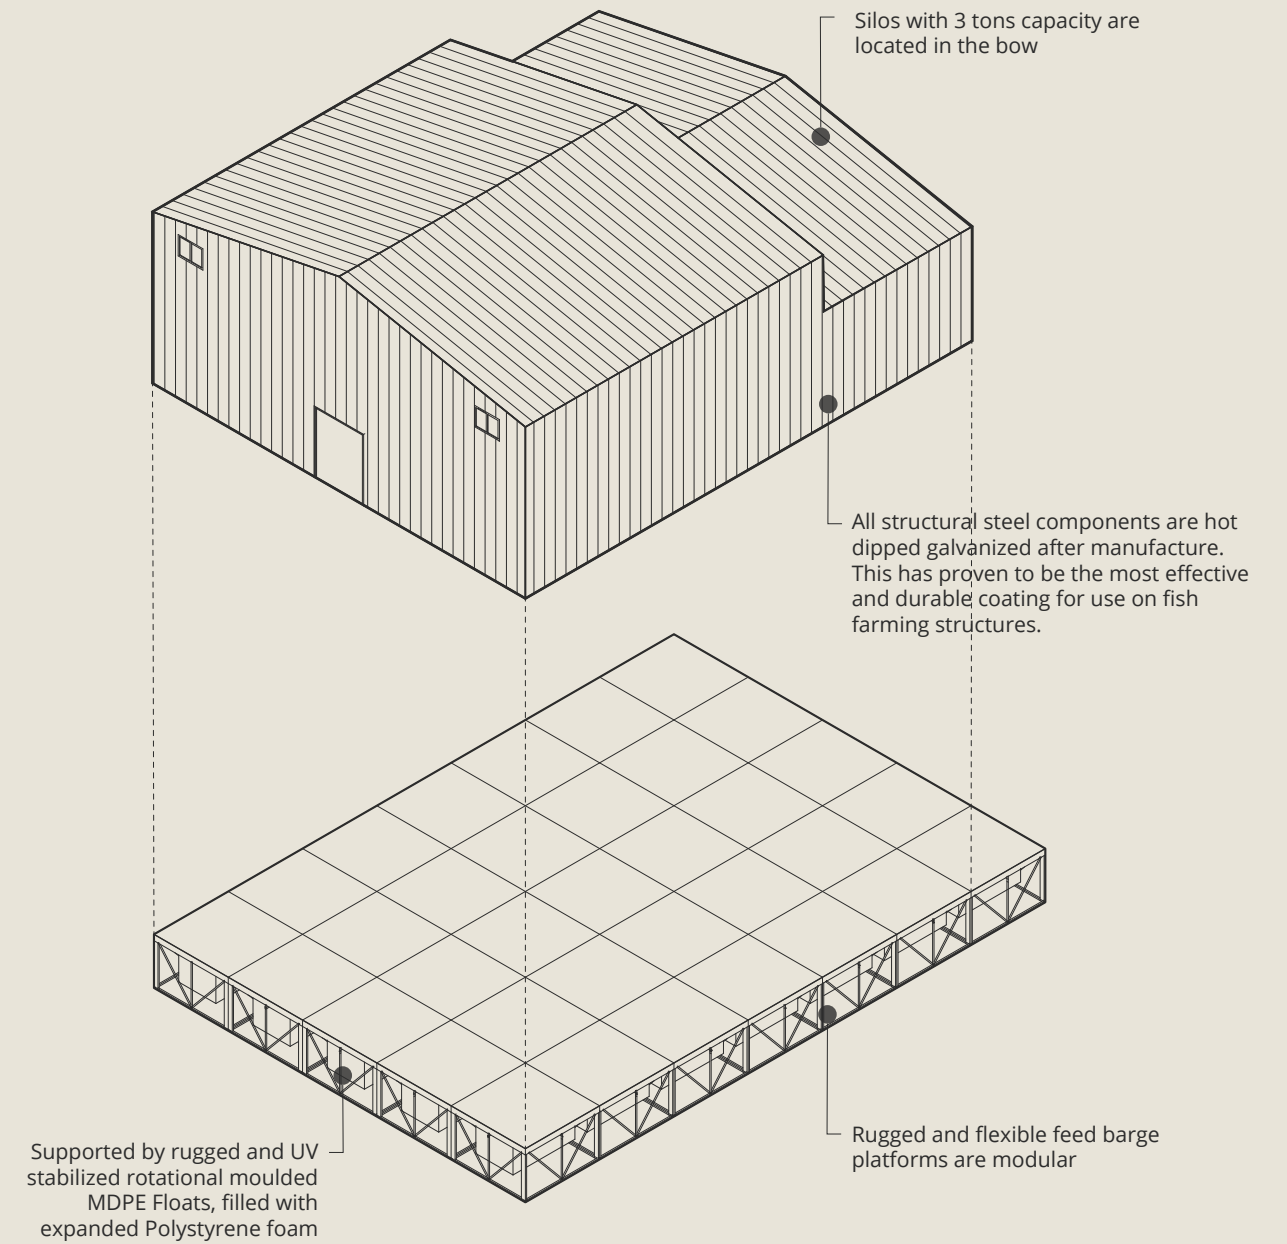 Silos with 3 tons capacity are
located in the bow
All structural steel components are hot
dipped galvanized after manufacture.
This has proven to be the most effective
and durable coating for use on fish
farming structures.
Rugged and flexible feed barge
platforms are modular
Supported by rugged and UV
stabilized rotational moulded
MDPE Floats, filled with
expanded Polystyrene foam